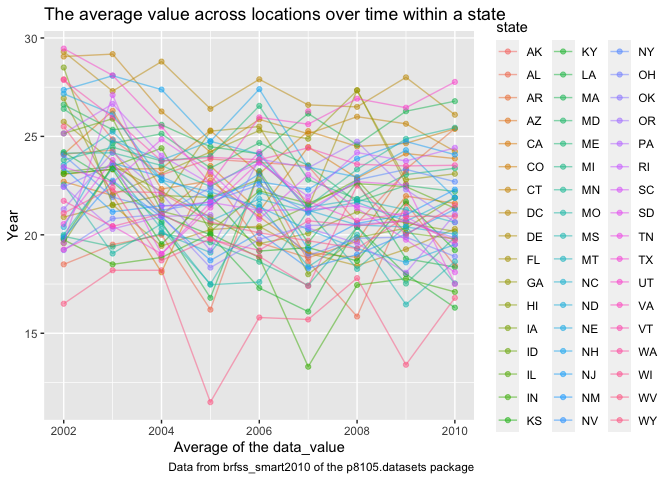 The average value across locations over time within a state
state
30
25
20
15
Year
2002
2004
2006
2008
2010
Average of the data_value
Data from brfss_smart2010 of the p8105.datasets package
AK KY NY
AL LA OH
AR MA OK
AZ MD OR
CA ME PA
CO MI RI
CT MN SC
DC MO SD
DE MS TN
FL MT TX
GA NC UT
HI ND VA
IA NE VT
ID NH WA
IL NJ WI
IN NM WV
KS NV WY